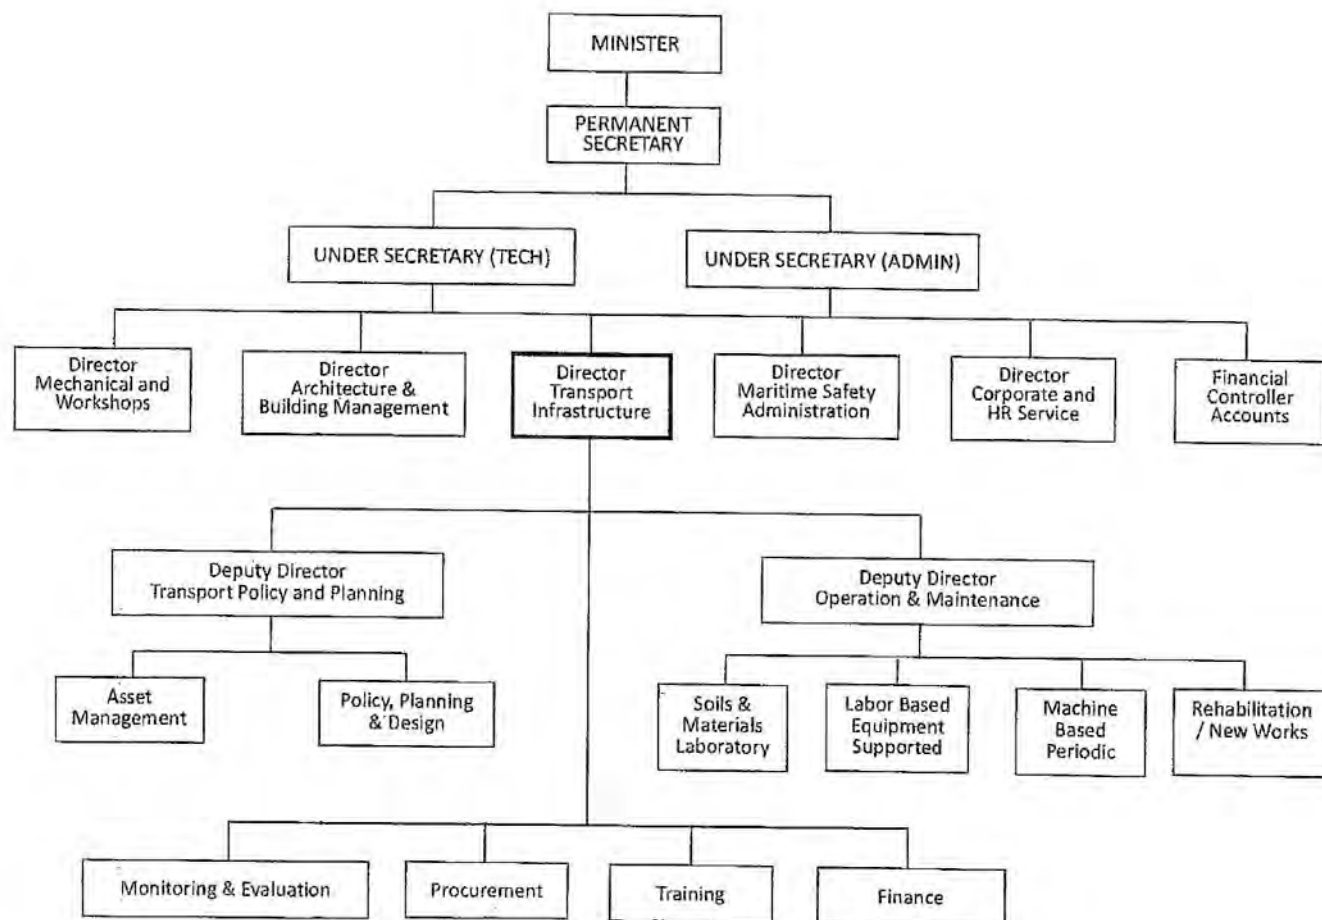 MINISTER
PERMANENT
SECRETARY
UNDER SECRETARY (TECH)
UNDER SECRETARY (ADMIN)
Director
Mechanical and
Workshops
Director
Architecture &
Building Management
Director
Transport
Infrastructure
Director
Maritime Safety
Administration
Director
Corporate and
HR Service
Financial
Controller
Accounts
Deputy Director
Transport Policy and Planning
Deputy Director
Operation & Maintenance
Asset
Management
Policy, Planning
& Design
Soils &
Materials
Laboratory
Labor Based
Equipment
Supported
Machine
Based
Periodic
Rehabilitation
/ New Works
Monitoring & Evaluation
Procurement
Training
Finance